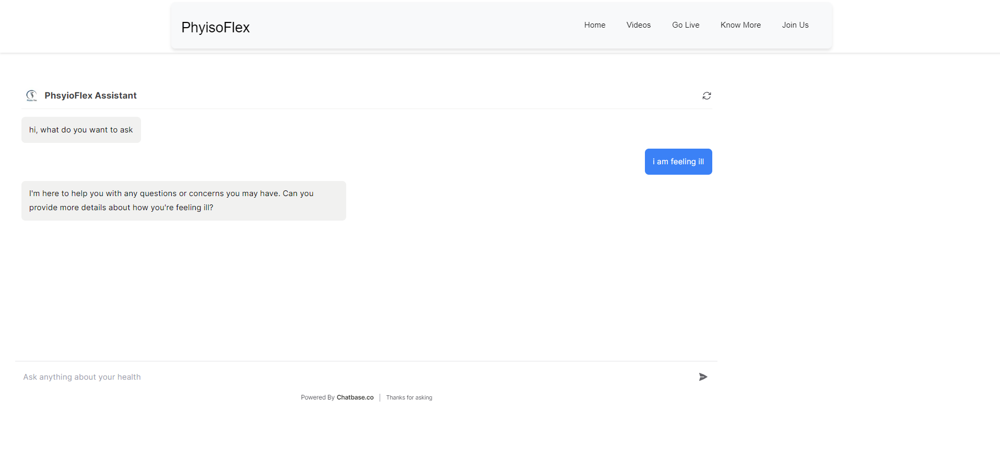 PhyisoFlex
Home
Videos
Go Live
Know More
Join Us
PhsyioFlex Assistant
hi, what do you want to ask
i am feeling ill
I'm here to help you with any questions or concerns you may have. Can you
provide more details about how you're feeling ill?
Ask anything about your health
Powered By Chatbase.co
Thanks for asking